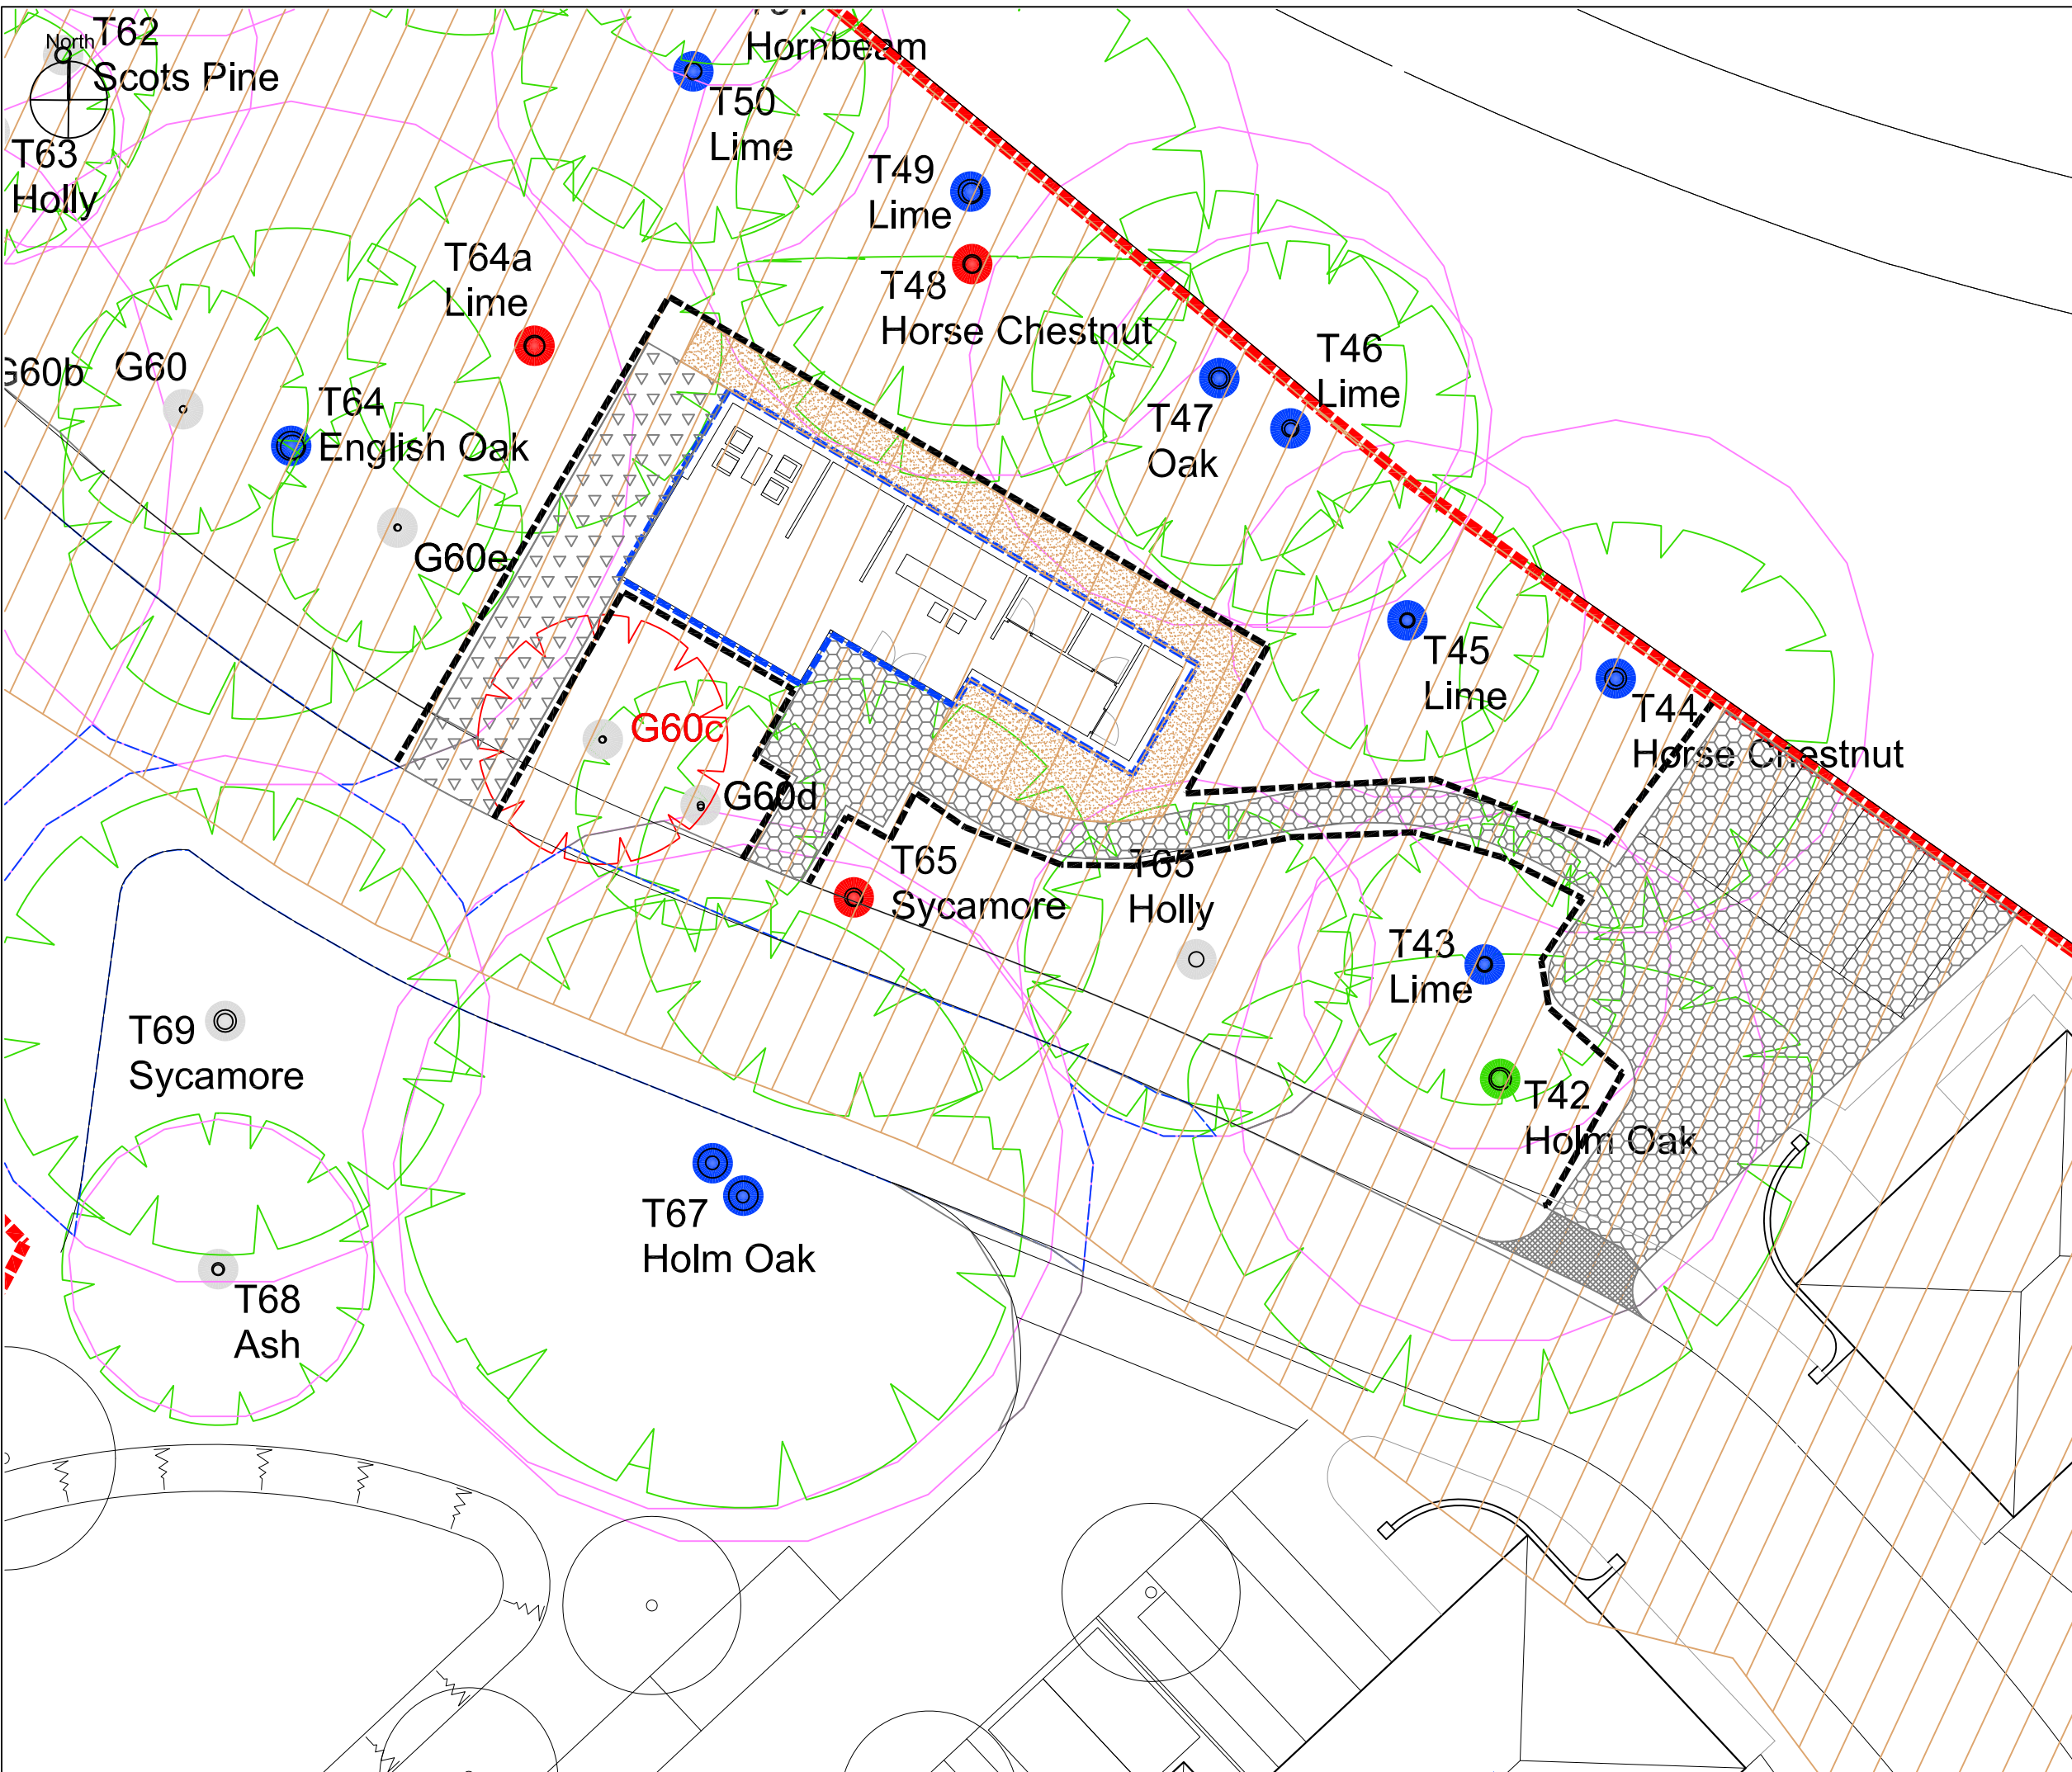 T62
North
Scots Pine
Hornbeam
T50
Lime
T63
Holly
T49
Lime
T64a
Lime
T48
Horse Chestnut
T46
Lime
G60b
G60
T64
English Oak
T47
Oak
G60e
T45
Lime
T44
Horse Chestnut
G60c
G60d
T65
Sycamore
T65
Holly
T43
Lime
T69
Sycamore
T42
Holm Oak
T67
Holm Oak
T68
Ash